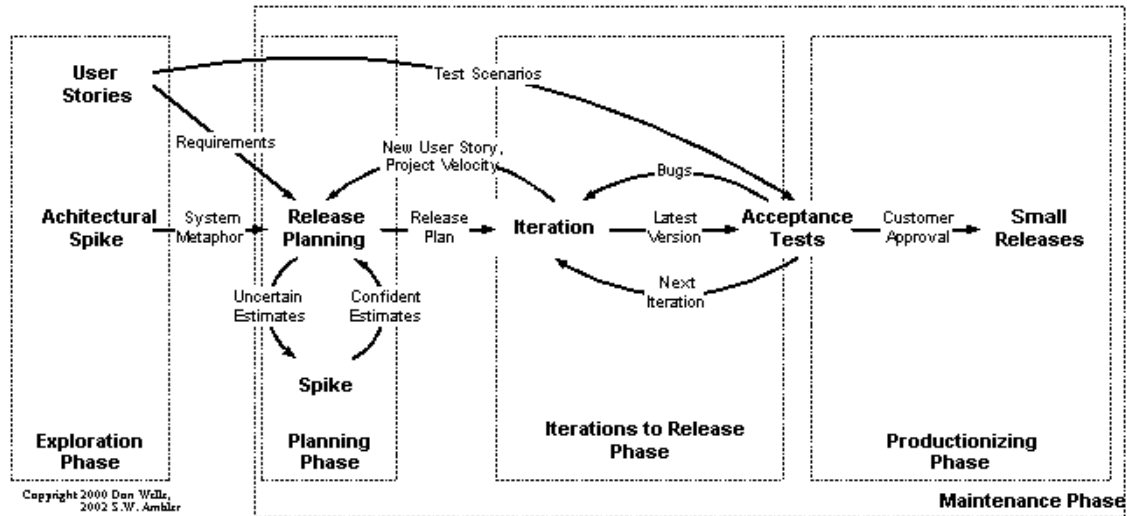 User
Stories
Test Scenarios
Requirements
New User Story,
Project Velocity
Bugs
Achitectural
Spike
System
Metaphor
Release
Planning
Release
Plan
Iteration
Latest
Version
Acceptance
Tests
Customer
Approval
Small
Releases
Next
Iteration
Uncertain
Estimates
Confident
Estimates
Spike
Exploration
Phase
Planning
Phase
Iterations to Release
Phase
Productionizing
Phase
Copyright 2000 Don Wells,
2002 S.W. Ambler
Maintenance Phase